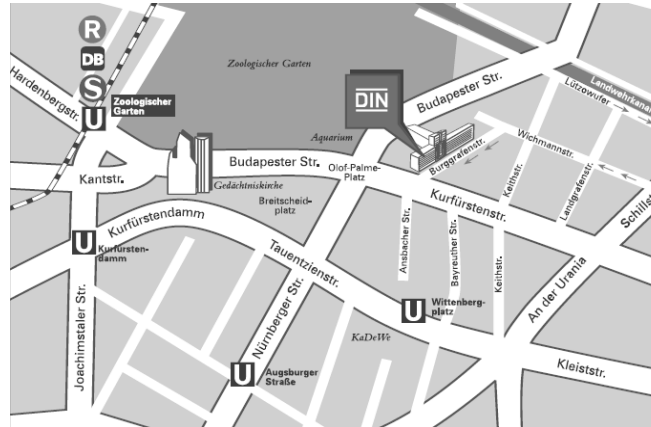 R
DB
S
U
Zoologischer
Garten
Hardenbergstr.
Zoologischer Garten
DIN
Budapester Str.
Landwehrkanal
Lützowufer
Aquarium
Wichmannstr.
Burggrafenstr.
Budapester Str.
Olof-Palme-
Platz
Kantstr.
Gedächtniskirche
Keithstr.
Landgrafenstr.
Kurfürstenstr.
Schillstr.
Breitscheid-
platz
Kurfürstendamm
U
Kurfürsten-
damm
Tauentzienstr.
Ansbacher Str.
Bayreuther Str.
Keithstr.
An der Urania
Nürnberger Str.
U
Wittenberg-
platz
KaDeWe
Joachimstaler Str.
U
Augsburger
Straße
Kleiststr.